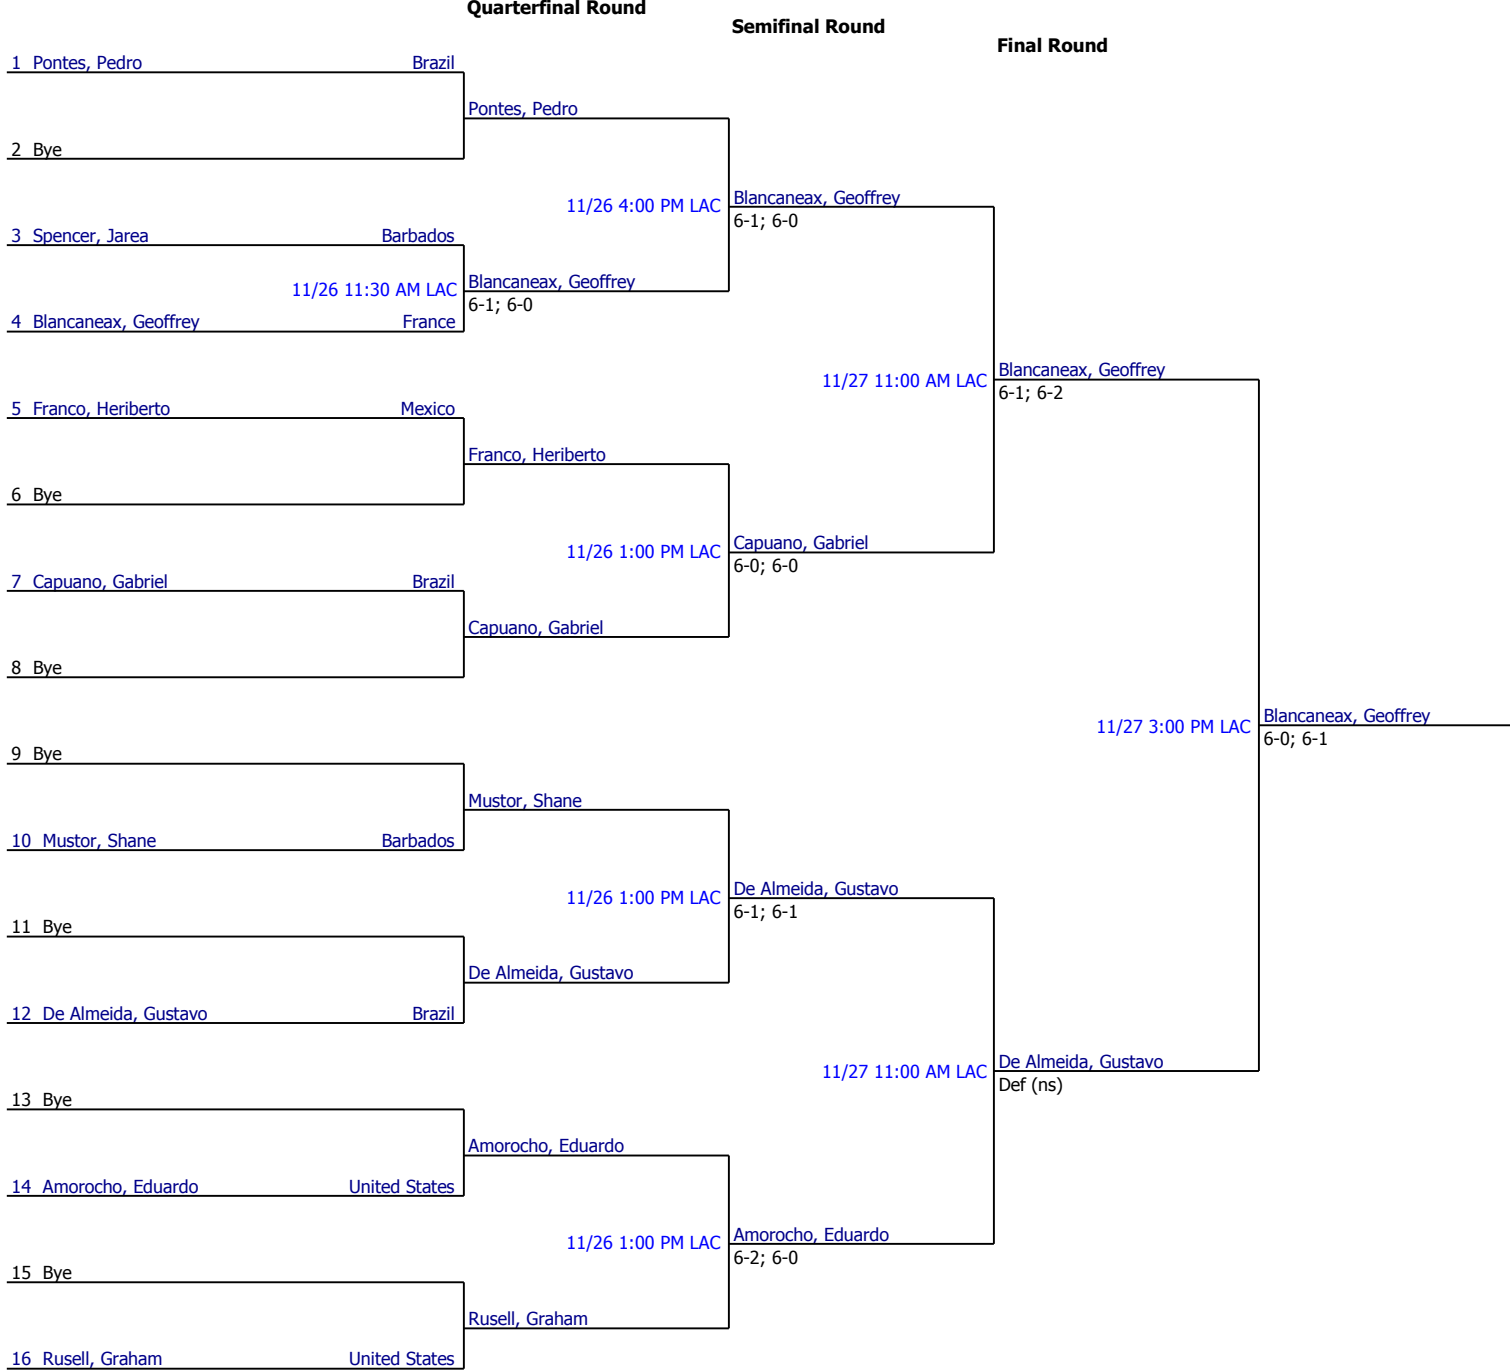 Quarterfinal Round
Semifinal Round
Final Round
1 Pontes, Pedro Brazil
Pontes, Pedro
2 Bye
11/26 4:00 PM LAC Blancaneax, Geoffrey
6-1; 6-0
3 Spencer, Jarea Barbados
11/26 11:30 AM LAC Blancaneax, Geoffrey
6-1; 6-0
4 Blancaneax, Geoffrey France
11/27 11:00 AM LAC Blancaneax, Geoffrey
6-1; 6-2
5 Franco, Heriberto Mexico
Franco, Heriberto
6 Bye
11/26 1:00 PM LAC Capuano, Gabriel
6-0; 6-0
7 Capuano, Gabriel Brazil
Capuano, Gabriel
8 Bye
11/27 3:00 PM LAC Blancaneax, Geoffrey
6-0; 6-1
9 Bye
Mustor, Shane
10 Mustor, Shane Barbados
11/26 1:00 PM LAC De Almeida, Gustavo
6-1; 6-1
11 Bye
De Almeida, Gustavo
12 De Almeida, Gustavo Brazil
11/27 11:00 AM LAC De Almeida, Gustavo
Def (ns)
13 Bye
Amorocho, Eduardo
14 Amorocho, Eduardo United States
11/26 1:00 PM LAC Amorocho, Eduardo
6-2; 6-0
15 Bye
Rusell, Graham
16 Rusell, Graham United States